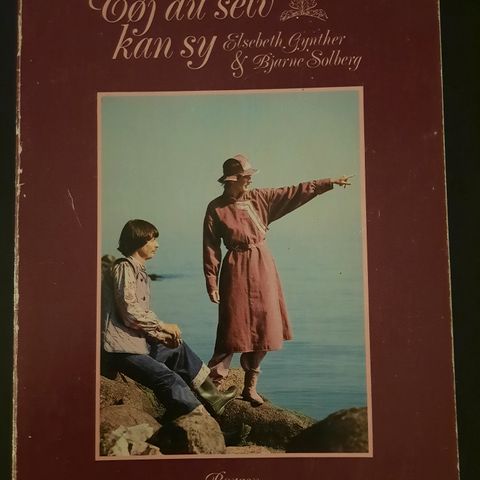 Tøj du selv
kan sy Elsebeth Gynther
& Bjarne Solberg